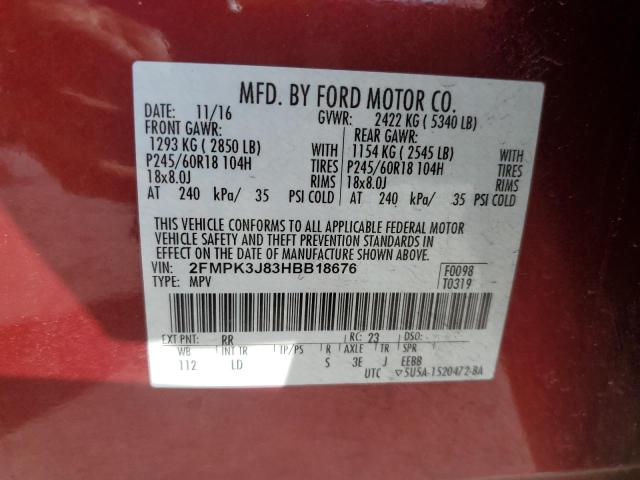 MFD. BY FORD MOTOR CO.
DATE: 11/16 GVWR: 2422 KG ( 5340 LB)
FRONT GAWR: REAR GAWR:
1293 KG ( 2850 LB) WITH 1154 KG ( 2545 LB) WITH
P245/60R18 104H TIRES P245/60R18 104H TIRES
18x8.0J RIMS 18x8.0J RIMS
AT 240 kPa/ 35 PSI COLD AT 240 kPa/ 35 PSI COLD
THIS VEHICLE CONFORMS TO ALL APPLICABLE FEDERAL MOTOR
VEHICLE SAFETY AND THEFT PREVENTION STANDARDS IN
EFFECT ON THE DATE OF MANUFACTURE SHOWN ABOVE.
VIN: 2FMPK3J83HBB18676 F0098
TYPE: MPV T0319
EXT PNT: RR RC: 23 DSO:
WB INT TR TP/PS R AXLE TR SPR
112 LD S 3E J EEBB
UTC ▽5U5A-1520472-BA